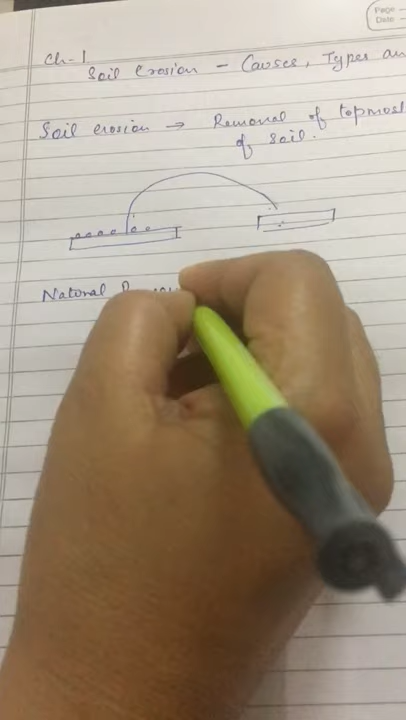 Page
Date
Ch-1
Soil Erosion - Causes, Types an
Soil erosion → Removal of topmost
of soil.
Natural